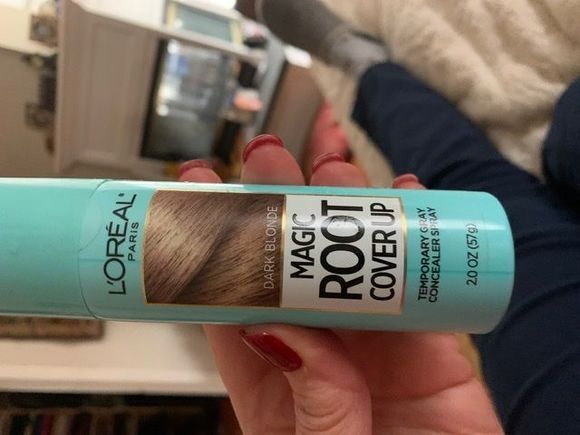 L'ORÉAL
PARIS
DARK BLONDE
MAGIC
ROOT
COVER UP
TEMPORARY GRAY
CONCEALER SPRAY
2.0 OZ (57g)